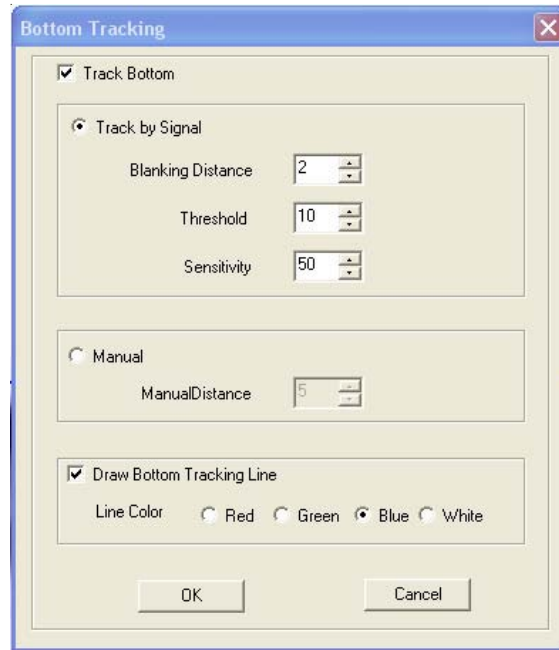 Bottom Tracking
Track Bottom
Track by Signal
Blanking Distance 2
Threshold 10
Sensitivity 50
Manual
ManualDistance 5
Draw Bottom Tracking Line
Line Color Red Green Blue White
OK Cancel